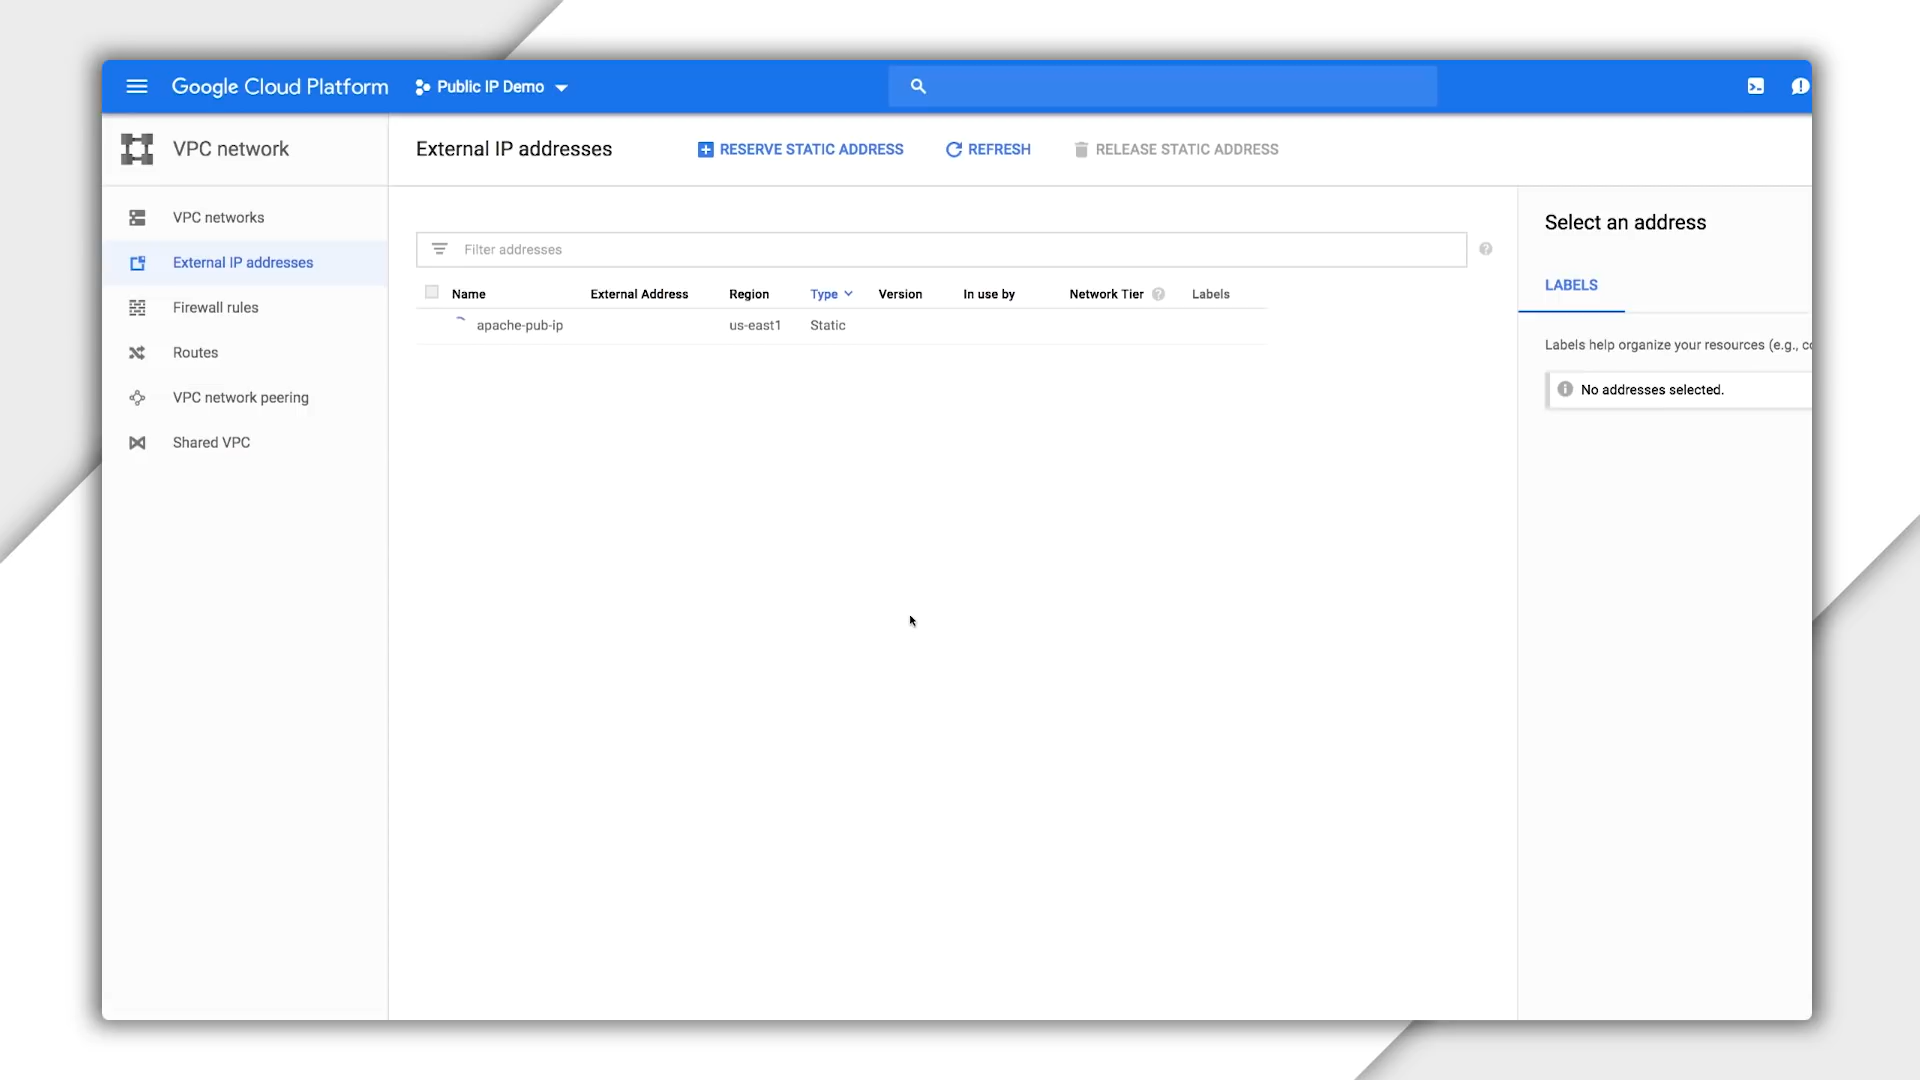 Google Cloud Platform
Public IP Demo
VPC network
External IP addresses
RESERVE STATIC ADDRESS
REFRESH
RELEASE STATIC ADDRESS
VPC networks
External IP addresses
Firewall rules
Routes
VPC network peering
Shared VPC
Filter addresses
Name External Address Region Type Version In use by Network Tier Labels
apache-pub-ip us-east1 Static
Select an address
LABELS
Labels help organize your resources (e.g.,
No addresses selected.